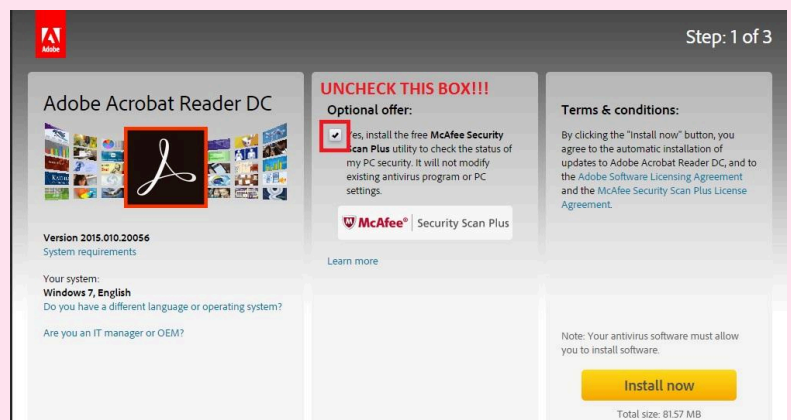 Adobe
Step: 1 of 3
Adobe Acrobat Reader DC
Version 2015.010.20056
System requirements
Your system:
Windows 7, English
Do you have a different language or operating system?
Are you an IT manager or OEM?
UNCHECK THIS BOX!!!
Optional offer:
Yes, install the free McAfee Security
Scan Plus utility to check the status of
my PC security. It will not modify
existing antivirus program or PC
settings.
McAfee® Security Scan Plus
Learn more
Terms & conditions:
By clicking the "Install now" button, you
agree to the automatic installation of
updates to Adobe Acrobat Reader DC, and to
the Adobe Software Licensing Agreement
and the McAfee Security Scan Plus License
Agreement.
Note: Your antivirus software must allow
you to install software.
Install now
Total size: 81.57 MB